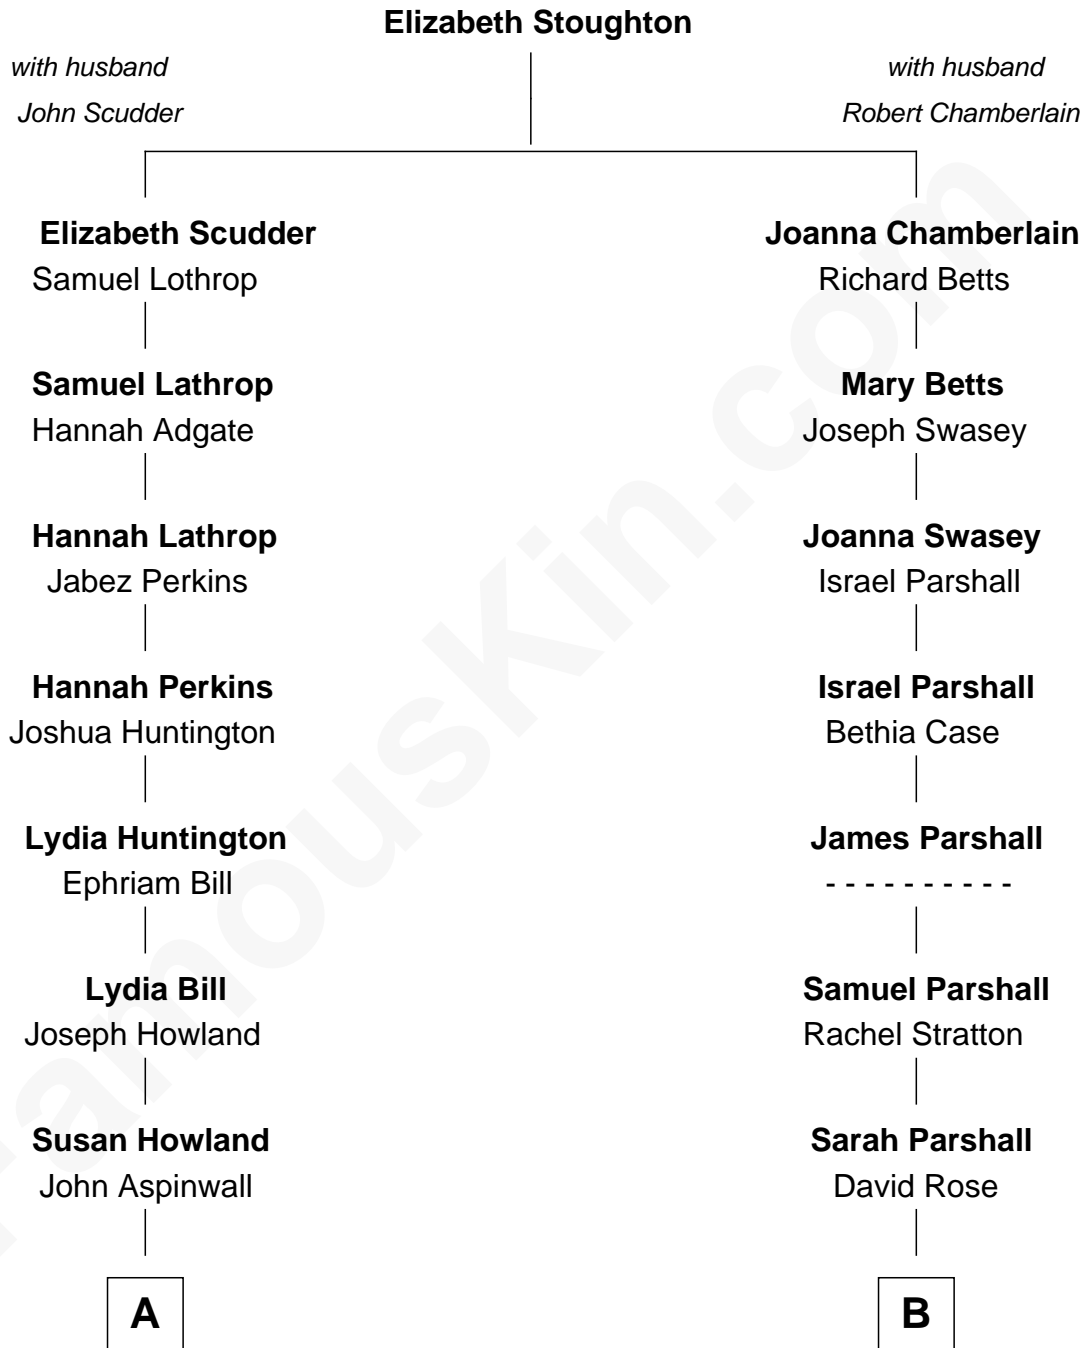 Elizabeth Stoughton
with husband
John Scudder
with husband
Robert Chamberlain
Elizabeth Scudder
Samuel Lothrop
Joanna Chamberlain
Richard Betts
Samuel Lathrop
Hannah Adgate
Mary Betts
Joseph Swasey
Hannah Lathrop
Jabez Perkins
Joanna Swasey
Israel Parshall
Hannah Perkins
Joshua Huntington
Israel Parshall
Bethia Case
Lydia Huntington
Ephriam Bill
James Parshall
- - - - - - - - - -
Lydia Bill
Joseph Howland
Samuel Parshall
Rachel Stratton
Susan Howland
John Aspinwall
Sarah Parshall
David Rose
A
B
FamousKin.com